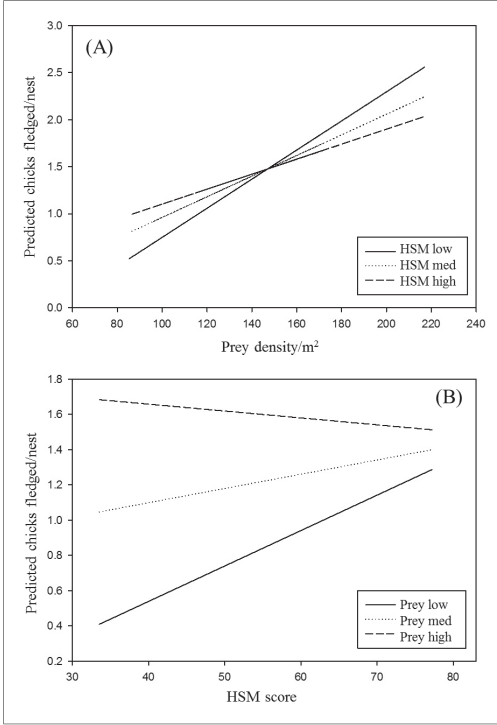 (A)
Predicted chicks fledged/nest
3.0
2.5
2.0
1.5
1.0
0.5
0.0
HSM low
HSM med
HSM high
60 80 100 120 140 160 180 200 220 240
Prey density/m²
(B)
Predicted chicks fledged/nest
1.8
1.6
1.4
1.2
1.0
0.8
0.6
0.4
0.2
Prey low
Prey med
Prey high
30 40 50 60 70 80
HSM score